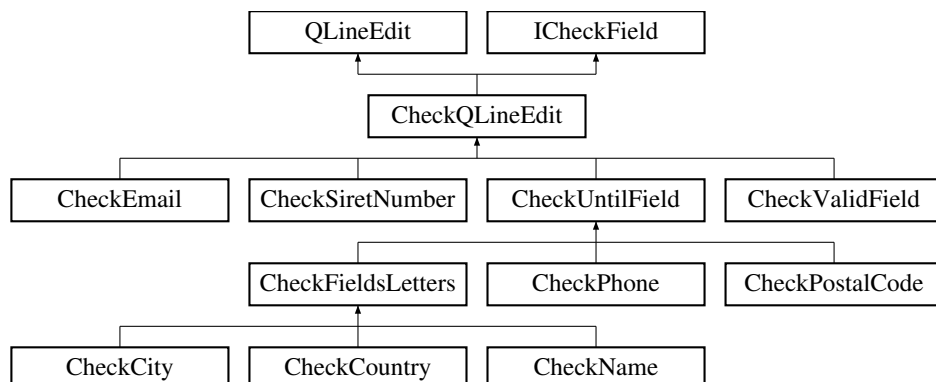 QLineEdit ICheckField
CheckQLineEdit
CheckEmail CheckSiretNumber CheckUntilField CheckValidField
CheckFieldsLetters CheckPhone CheckPostalCode
CheckCity CheckCountry CheckName